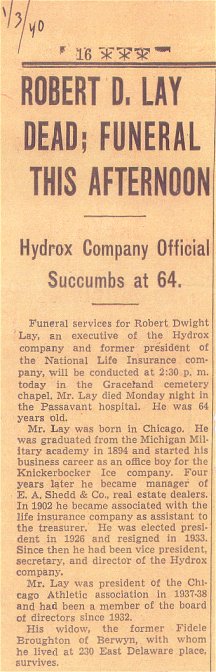 1/3/40
16 ***
ROBERT D. LAY
DEAD; FUNERAL
THIS AFTERNOON
Hydrox Company Official
Succumbs at 64.
Funeral services for Robert Dwight
Lay, an executive of the Hydrox
company and former president of
the National Life Insurance com-
pany, will be conducted at 2:30 p. m.
today in the Graceland cemetery
chapel. Mr. Lay died Monday night in
the Passavant hospital. He was 64
years old.
Mr. Lay was born in Chicago. He
was graduated from the Michigan Mil-
itary academy in 1894 and started his
business career as an office boy for the
Knickerbocker Ice company. Four
years later he became manager of
E. A. Shedd & Co., real estate dealers.
In 1902 he became associated with the
life insurance company as assistant to
the treasurer. He was elected presi-
dent in 1926 and resigned in 1933.
Since then he had been vice president,
secretary, and director of the Hydrox
company.
Mr. Lay was president of the Chi-
cago Athletic association in 1937-38
and had been a member of the board
of directors since 1932.
His widow, the former Fidele
Broughton of Berwyn, with whom
he lived at 230 East Delaware place,
survives.